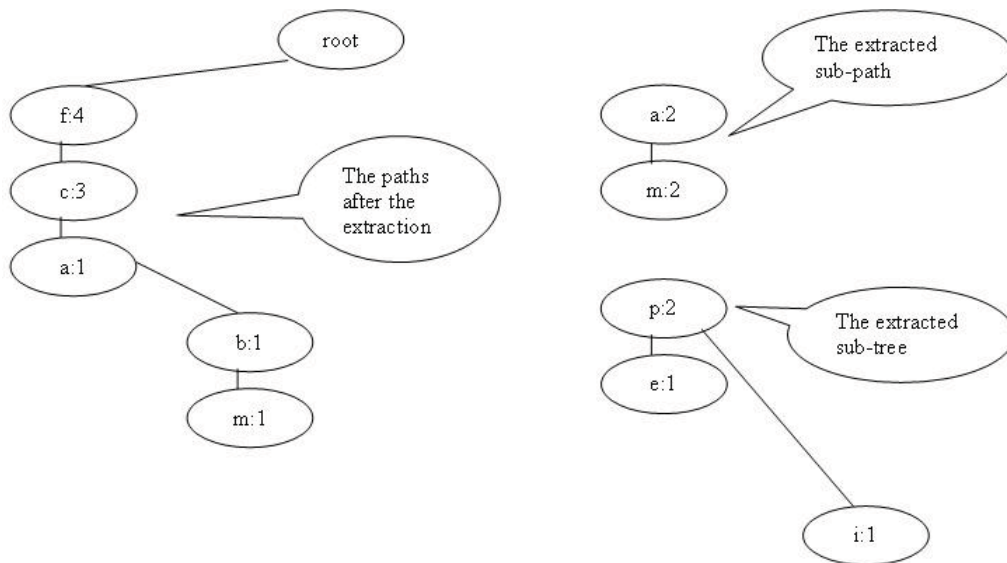 root
f:4
c:3
a:1
b:1
m:1
The paths
after the
extraction
The extracted
sub-path
a:2
m:2
p:2
e:1
i:1
The extracted
sub-tree